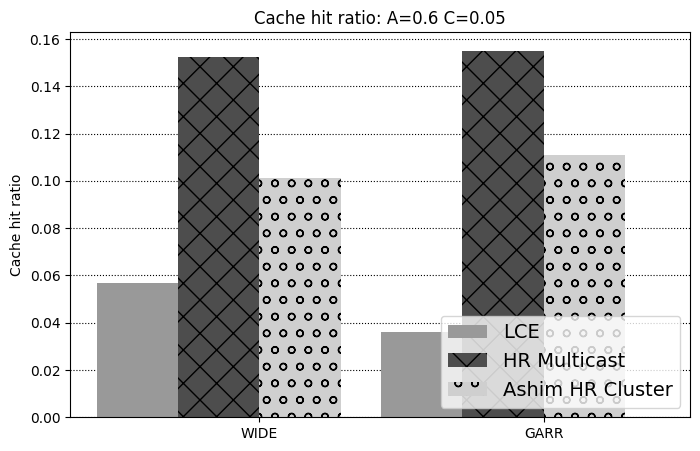 Cache hit ratio: A=0.6 C=0.05
0.16
0.14
0.12
0.10
0.08
0.06
0.04
0.02
0.00
Cache hit ratio
LCE
HR Multicast
Ashim HR Cluster
WIDE
GARR